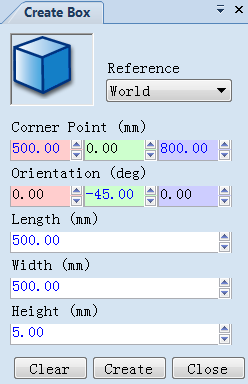 Create Box
Reference
World
Corner Point (mm)
500.00 0.00 800.00
Orientation (deg)
0.00 -45.00 0.00
Length (mm)
500.00
Width (mm)
500.00
Height (mm)
5.00
Clear Create Close